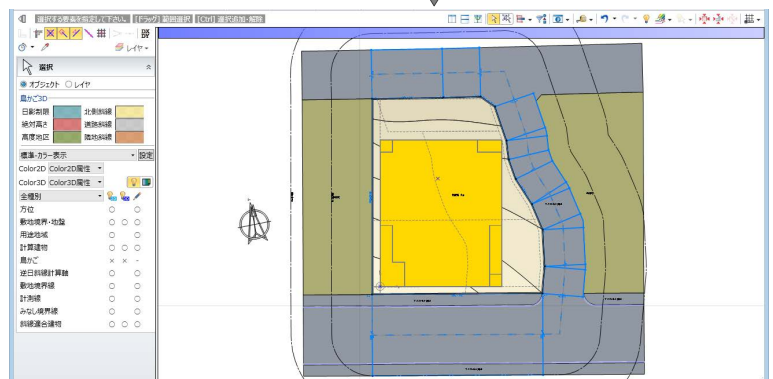 選択する要素を指定して下さい。 [ドラッグ] 範囲選択 [Ctrl] 選択追加・解除
レイヤ
選択
オブジェクト レイヤ
鳥かご3D
日影制限 北側斜線
絶対高さ 道路斜線
高度地区 隣地斜線
標準-カラー表示 設定
Color2D Color2D属性
Color3D Color3D属性
全種別
方位
敷地境界・地盤
用途地域
計算建物
鳥かご
逆日斜線計算軸
敷地境界線
計測線
みなし境界線
斜線適合建物